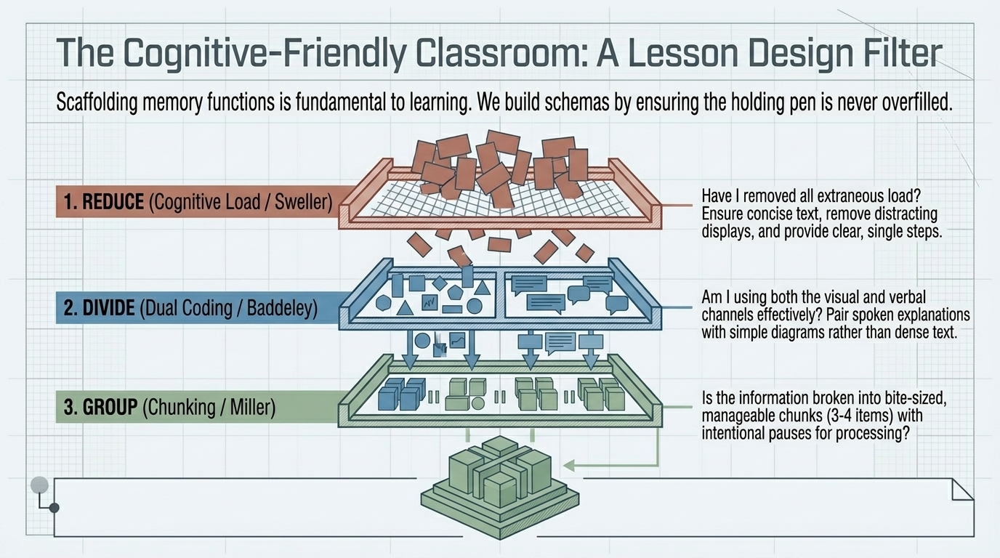 The Cognitive-Friendly Classroom: A Lesson Design Filter
Scaffolding memory functions is fundamental to learning. We build schemas by ensuring the holding pen is never overfilled.
1. REDUCE (Cognitive Load / Sweller)
Have I removed all extraneous load?
Ensure concise text, remove distracting
displays, and provide clear, single steps.
2. DIVIDE (Dual Coding / Baddeley)
Am I using both the visual and verbal
channels effectively? Pair spoken explanations
with simple diagrams rather than dense text.
3. GROUP (Chunking / Miller)
Is the information broken into bite-sized,
manageable chunks (3-4 items) with
intentional pauses for processing?